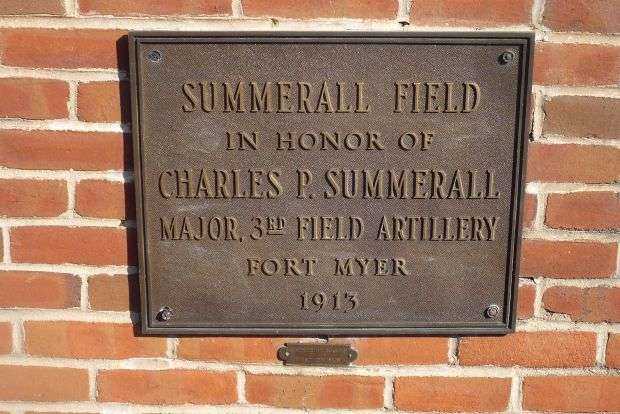 SUMMERALL FIELD
IN HONOR OF
CHARLES P. SUMMERALL
MAJOR, 3RD FIELD ARTILLERY
FORT MYER
1913